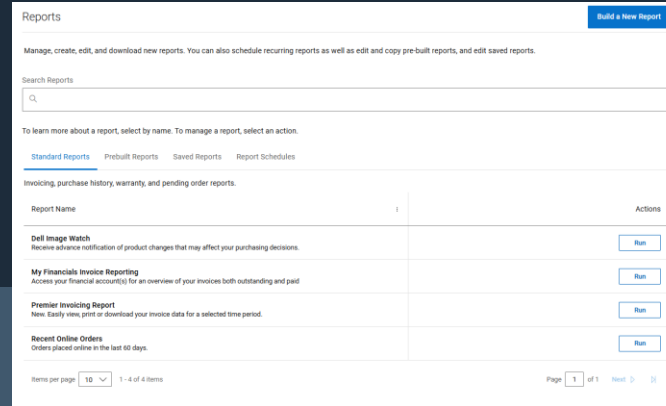 Reports
Build a New Report
Manage, create, edit, and download new reports. You can also schedule recurring reports as well as edit and copy pre-built reports, and edit saved reports.
Search Reports
To learn more about a report, select by name. To manage a report, select an action.
Standard Reports Prebuilt Reports Saved Reports Report Schedules
Invoicing, purchase history, warranty, and pending order reports.
Report Name Actions
Dell Image Watch
Receive advance notification of product changes that may affect your purchasing decisions.
Run
My Financials Invoice Reporting
Access your financial account(s) for an overview of your invoices both outstanding and paid
Run
Premier Invoicing Report
New. Easily view, print or download your invoice data for a selected time period.
Run
Recent Online Orders
Orders placed online in the last 60 days.
Run
Items per page 10 1 - 4 of 4 items Page 1 of 1 Next